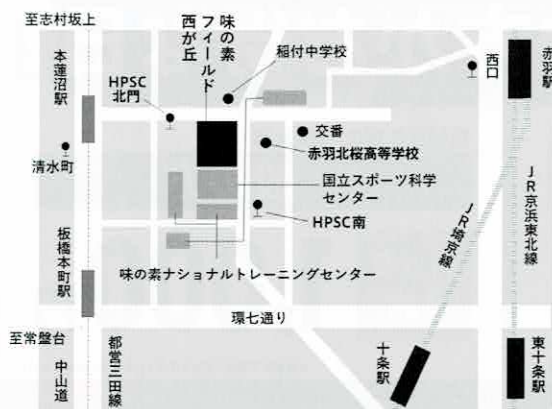 至志村坂上
本蓮沼駅
HPSC
北門
味の素
フィールド
西が丘
稲付中学校
西口
赤羽駅
交番
赤羽北桜高等学校
清水町
国立スポーツ科学
センター
HPSC南
JR埼京線
JR京浜東北線
板橋本町駅
味の素ナショナルトレーニングセンター
環七通り
至常盤台
中山道
都営三田線
十条駅
東十条駅